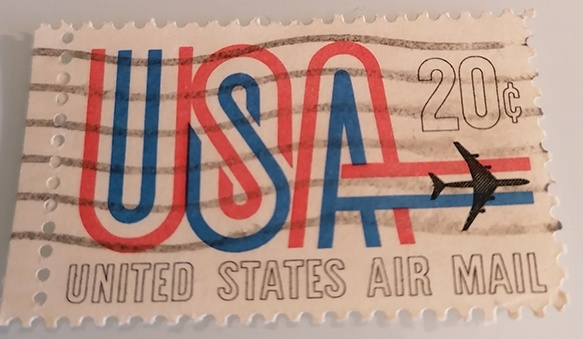 USA
20¢
UNITED STATES AIR MAIL